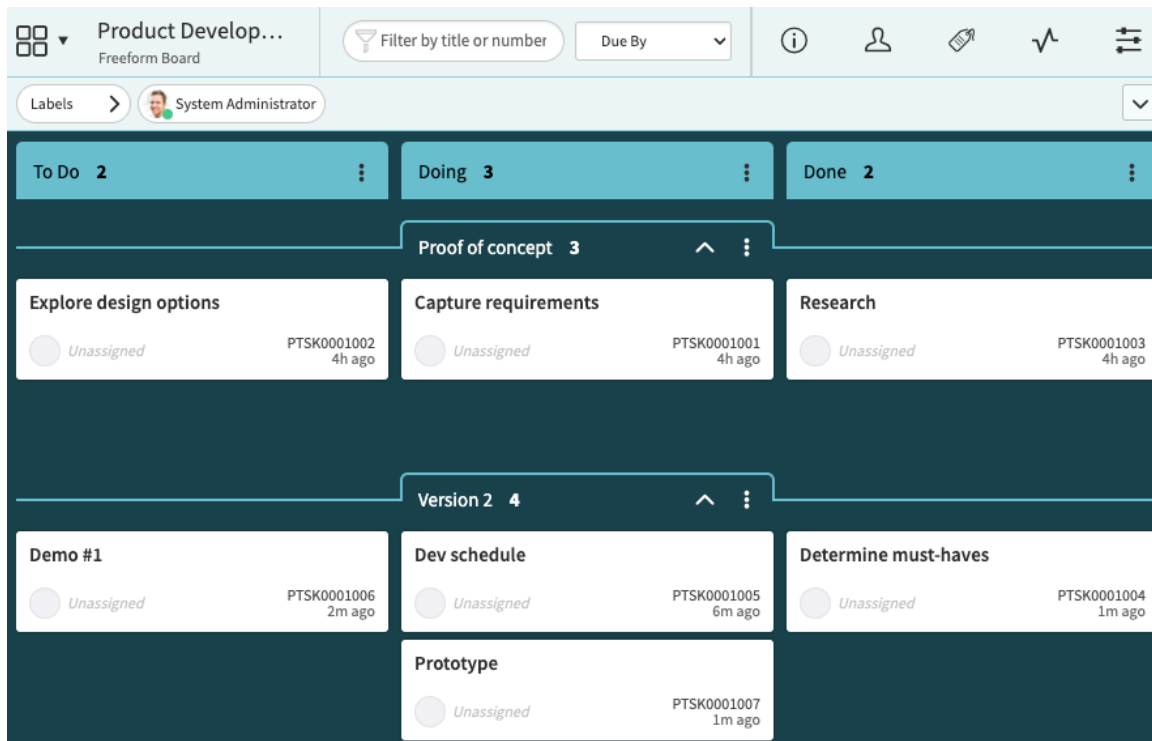 Product Develop...
Freeform Board
Filter by title or number
Due By
Labels
System Administrator
To Do 2
Doing 3
Done 2
Proof of concept 3
Explore design options
Unassigned
PTSK0001002
4h ago
Capture requirements
Unassigned
PTSK0001001
4h ago
Research
Unassigned
PTSK0001003
4h ago
Version 2 4
Demo #1
Unassigned
PTSK0001006
2m ago
Dev schedule
Unassigned
PTSK0001005
6m ago
Determine must-haves
Unassigned
PTSK0001004
1m ago
Prototype
Unassigned
PTSK0001007
1m ago